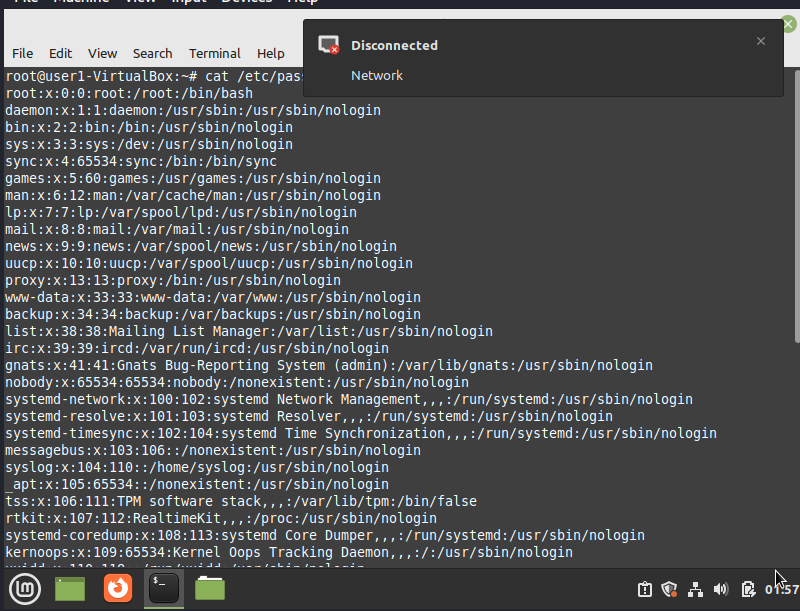 File Machine View Input Devices Help
File Edit View Search Terminal Help
Disconnected
Network
root@user1-VirtualBox:~# cat /etc/pas
root:x:0:0:root:/root:/bin/bash
daemon:x:1:1:daemon:/usr/sbin:/usr/sbin/nologin
bin:x:2:2:bin:/bin:/usr/sbin/nologin
sys:x:3:3:sys:/dev:/usr/sbin/nologin
sync:x:4:65534:sync:/bin:/bin/sync
games:x:5:60:games:/usr/games:/usr/sbin/nologin
man:x:6:12:man:/var/cache/man:/usr/sbin/nologin
lp:x:7:7:lp:/var/spool/lpd:/usr/sbin/nologin
mail:x:8:8:mail:/var/mail:/usr/sbin/nologin
news:x:9:9:news:/var/spool/news:/usr/sbin/nologin
uucp:x:10:10:uucp:/var/spool/uucp:/usr/sbin/nologin
proxy:x:13:13:proxy:/bin:/usr/sbin/nologin
www-data:x:33:33:www-data:/var/www:/usr/sbin/nologin
backup:x:34:34:backup:/var/backups:/usr/sbin/nologin
list:x:38:38:Mailing List Manager:/var/list:/usr/sbin/nologin
irc:x:39:39:ircd:/var/run/ircd:/usr/sbin/nologin
gnats:x:41:41:Gnats Bug-Reporting System (admin):/var/lib/gnats:/usr/sbin/nologin
nobody:x:65534:65534:nobody:/nonexistent:/usr/sbin/nologin
systemd-network:x:100:102:systemd Network Management,,,:/run/systemd:/usr/sbin/nologin
systemd-resolve:x:101:103:systemd Resolver,,,:/run/systemd:/usr/sbin/nologin
systemd-timesync:x:102:104:systemd Time Synchronization,,,:/run/systemd:/usr/sbin/nologin
messagebus:x:103:106::/nonexistent:/usr/sbin/nologin
syslog:x:104:110::/home/syslog:/usr/sbin/nologin
_apt:x:105:65534::/nonexistent:/usr/sbin/nologin
tss:x:106:111:TPM software stack,,,:/var/lib/tpm:/bin/false
rtkit:x:107:112:RealtimeKit,,,:/proc:/usr/sbin/nologin
systemd-coredump:x:108:113:systemd Core Dumper,,,:/run/systemd:/usr/sbin/nologin
kernoops:x:109:65534:Kernel Oops Tracking Daemon,,,:/:/usr/sbin/nologin
01:57